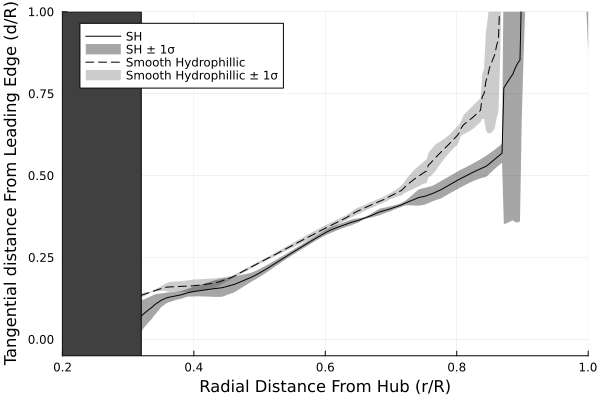 Tangential distance From Leading Edge (d/R)
1.00
0.75
0.50
0.25
0.00
SH
SH ± 1σ
Smooth Hydrophillic
Smooth Hydrophillic ± 1σ
0.2 0.4 0.6 0.8 1.0
Radial Distance From Hub (r/R)